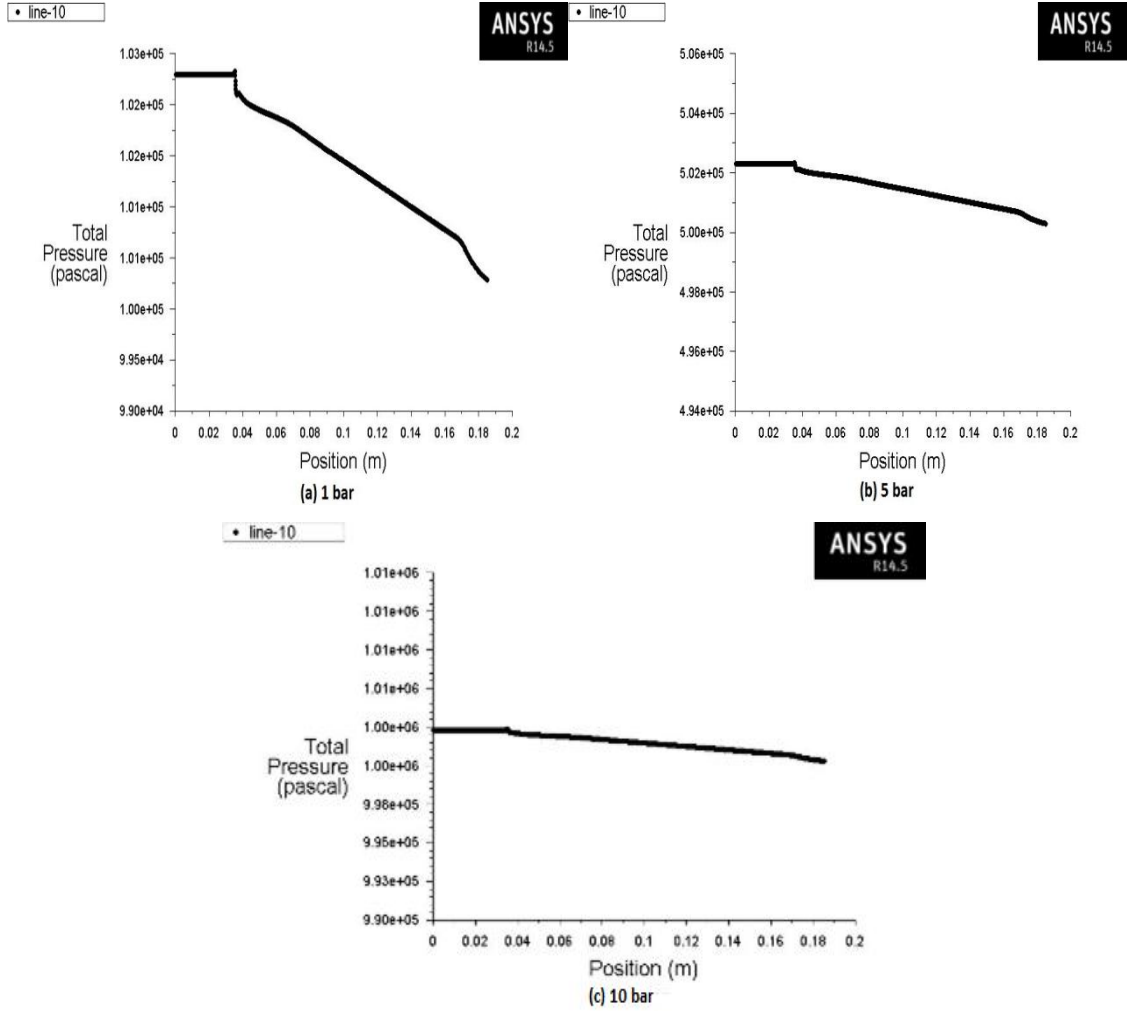 line-10
ANSYS
R14.5
1.03e+05
1.02e+05
1.02e+05
1.01e+05
1.01e+05
1.00e+05
9.95e+04
9.90e+04
Total
Pressure
(pascal)
0 0.02 0.04 0.06 0.08 0.1 0.12 0.14 0.16 0.18 0.2
Position (m)
(a) 1 bar
line-10
ANSYS
R14.5
5.06e+05
5.04e+05
5.02e+05
5.00e+05
4.98e+05
4.96e+05
4.94e+05
Total
Pressure
(pascal)
0 0.02 0.04 0.06 0.08 0.1 0.12 0.14 0.16 0.18 0.2
Position (m)
(b) 5 bar
line-10
ANSYS
R14.5
1.01e+06
1.01e+06
1.01e+06
1.01e+06
1.00e+06
1.00e+06
9.98e+05
9.95e+05
9.93e+05
9.90e+05
Total
Pressure
(pascal)
0 0.02 0.04 0.06 0.08 0.1 0.12 0.14 0.16 0.18 0.2
Position (m)
(c) 10 bar